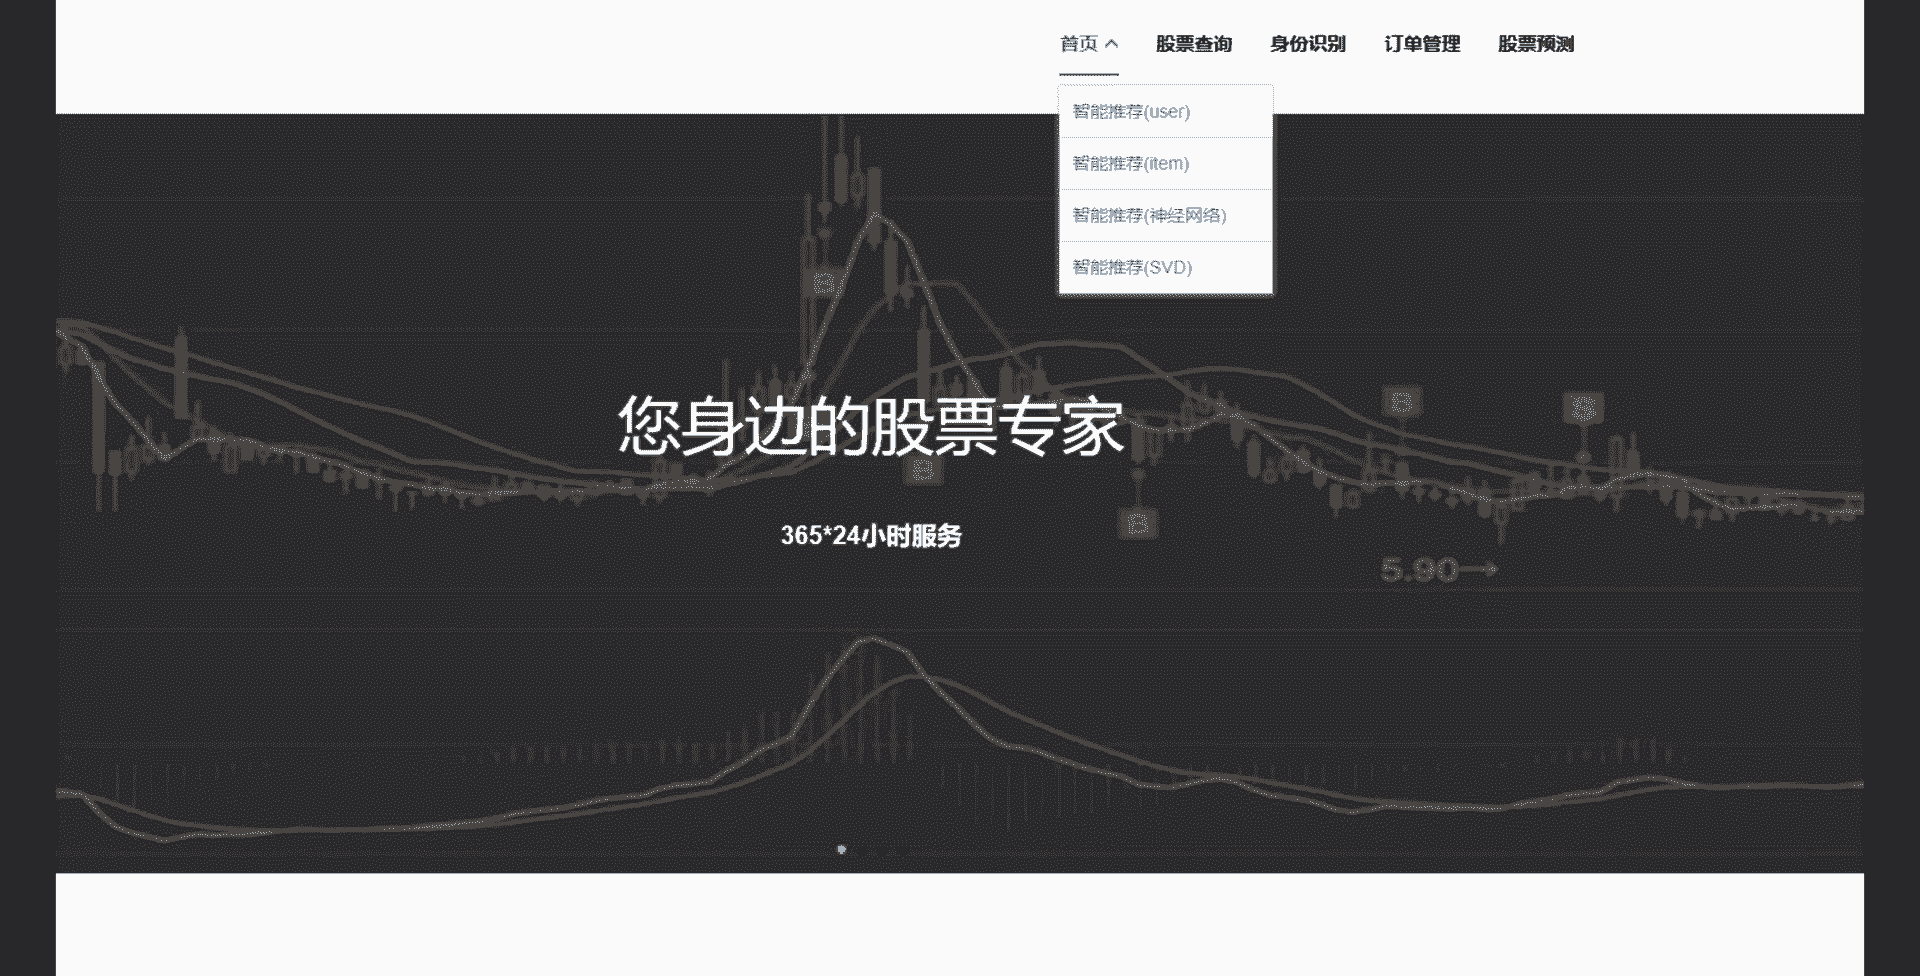 首页 股票查询 身份识别 订单管理 股票预测
智能推荐(user)
智能推荐(item)
智能推荐(神经网络)
智能推荐(SVD)
B
B
S
您身边的股票专家
B
B
365*24小时服务
5.90→